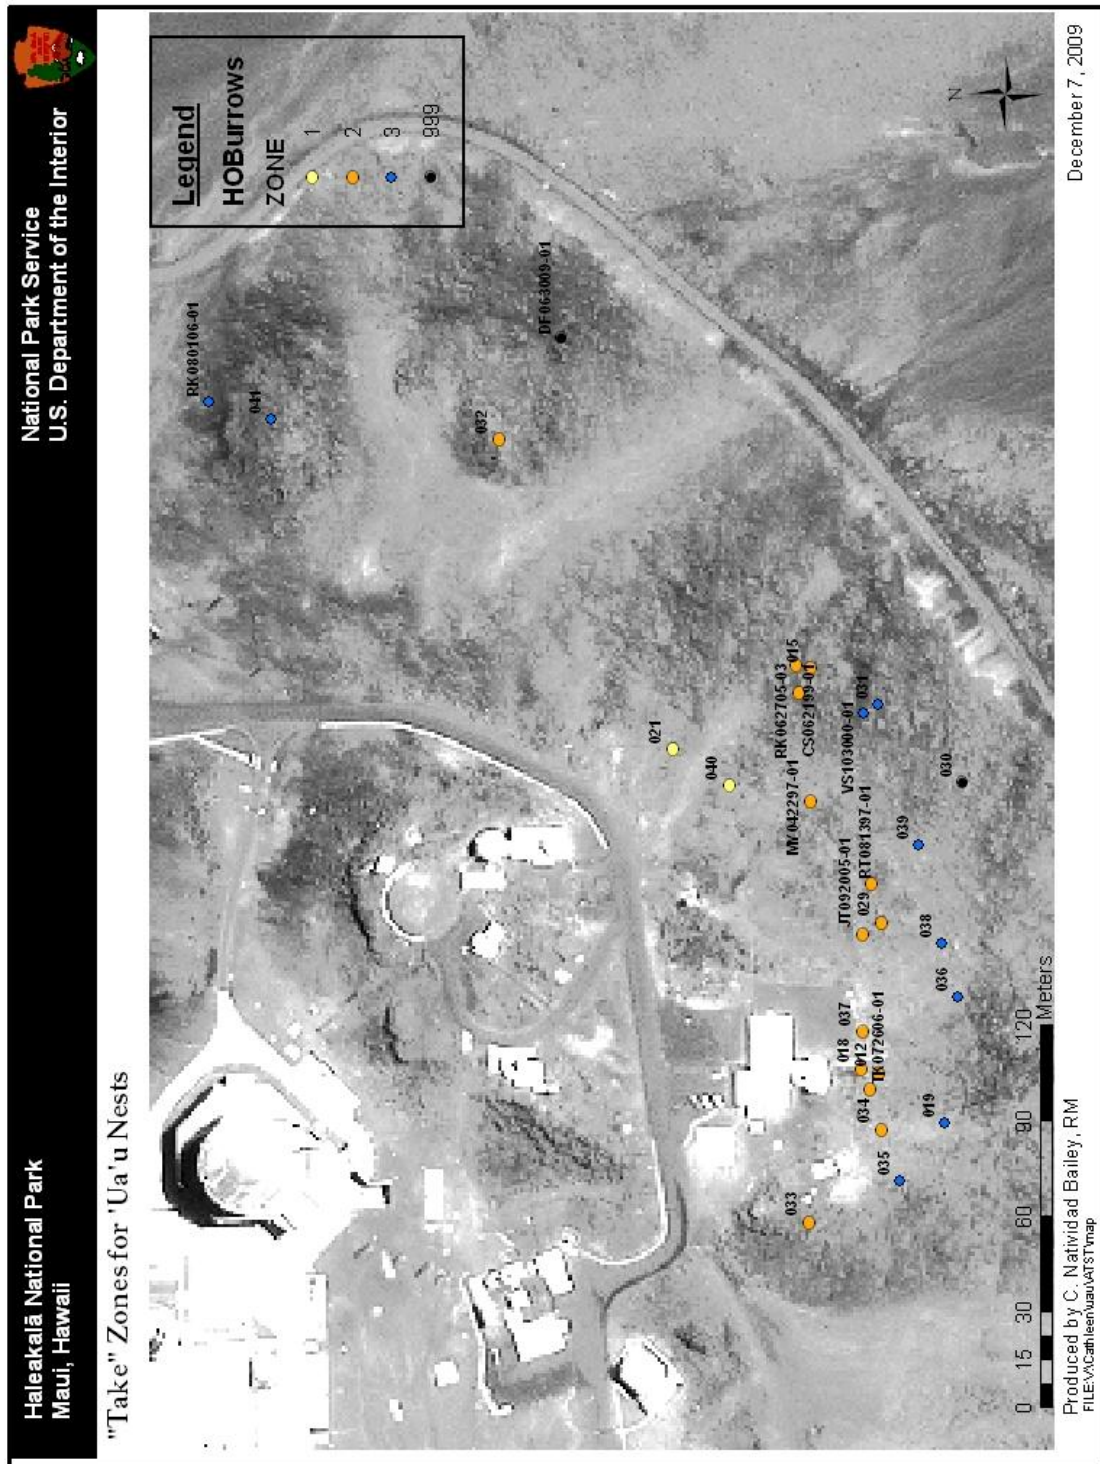 Haleakalā National Park
Maui, Hawaii
National Park Service
U.S. Department of the Interior
"Take" Zones for 'Ua'u Nests
Legend
HOBurrows
ZONE
1
2
3
999
N
RK080106-01
041
032
DF063009-01
021
040
RK062705-03
015
CS062199-01
MY042297-01
VS103000-01
031
030
039
RT081397-01
JT092005-01
029
038
036
037
018
012
TK072606-01
034
019
035
033
0 15 30 60 90 120
Meters
Produced by C. Natividad Bailey, RM
December 7, 2009